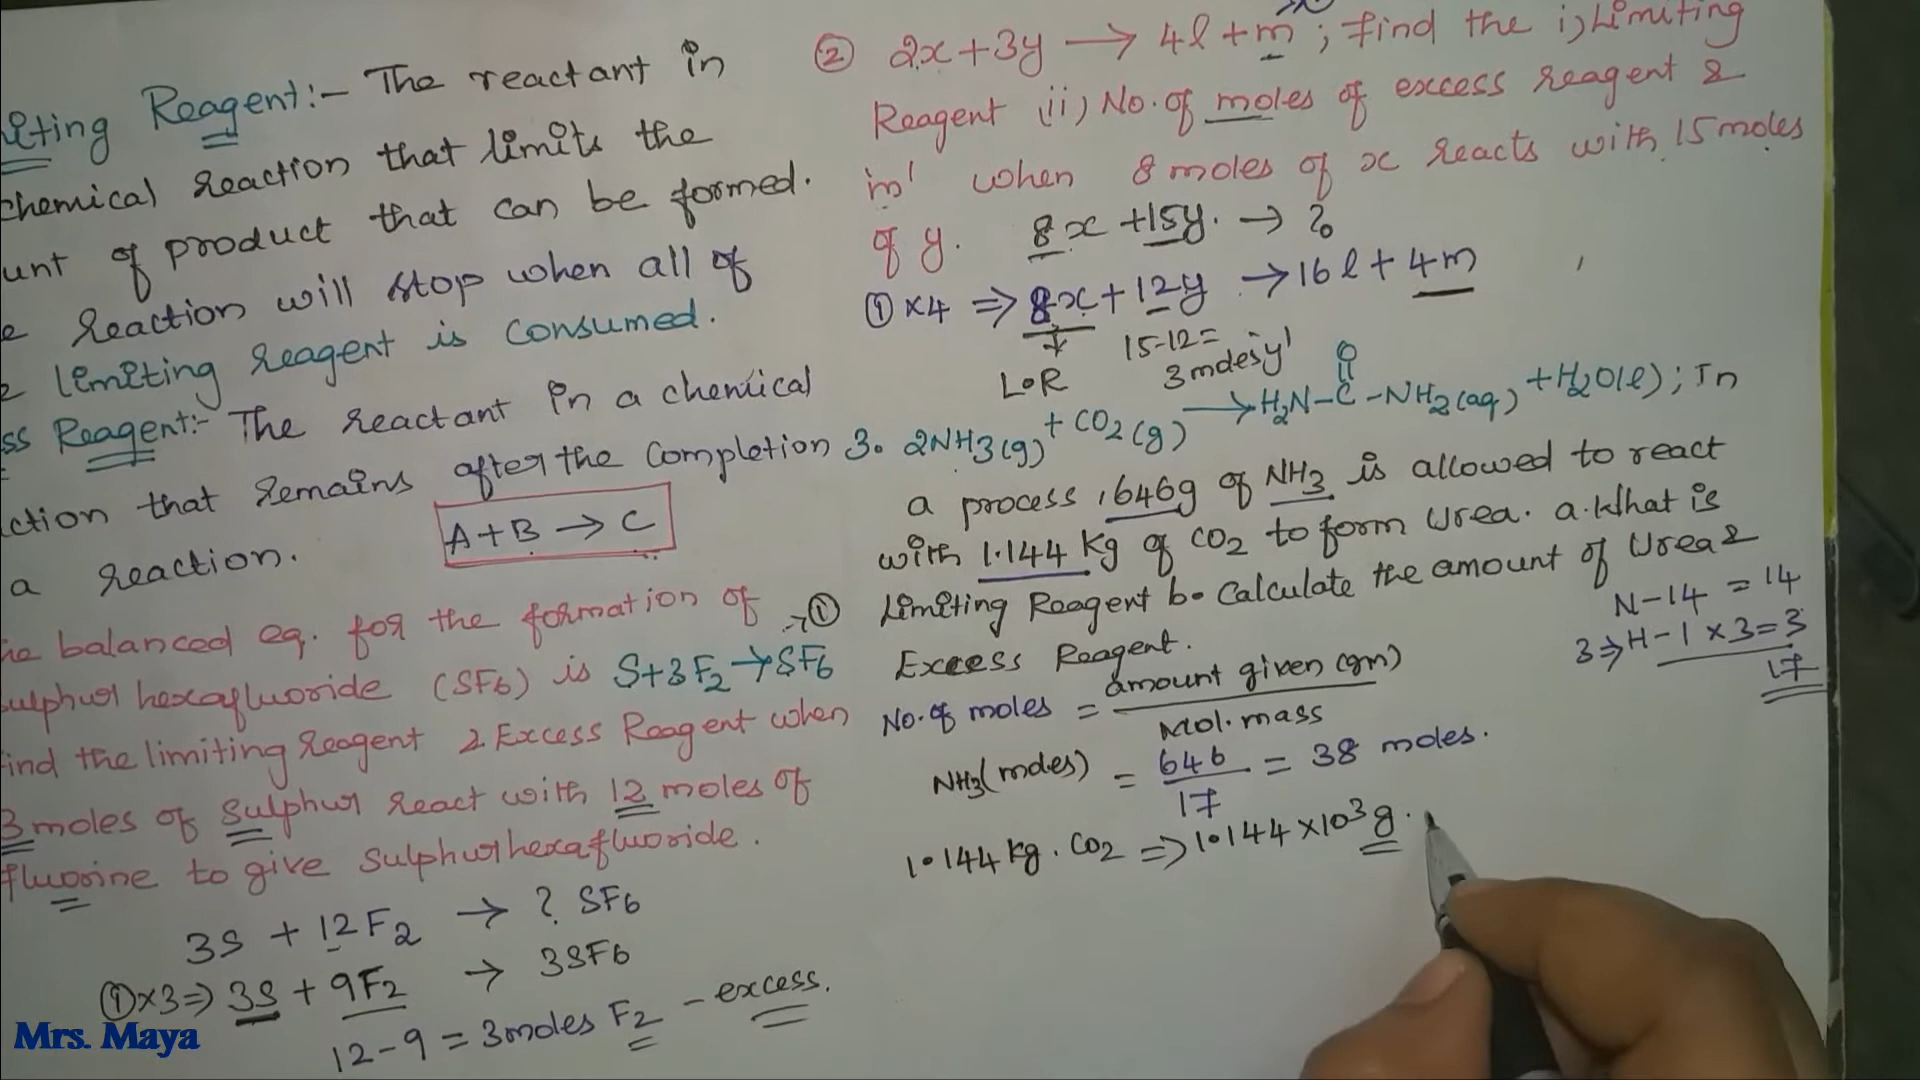 iting Reagent:- The reactant in
chemical reaction that limits the
unt of product that can be formed.
e reaction will stop when all of
e limiting reagent is consumed.
ss Reagent:- The reactant in a chemical
ction that remains after the completion
a reaction.
A+B → C
he balanced eq. for the formation of → ①
sulphur hexafluoride (SF6) is S+3F2 → SF6
Find the limiting reagent & Excess Reagent when
3 moles of sulphur react with 12 moles of
fluorine to give sulphurhexafluoride.
3S + 12F2 → ? SF6
①×3 ⇒ 3S + 9F2 → 3SF6
12-9 = 3moles F2 - excess.
Mrs. Maya
② 2x+3y → 4l+m; find the i) Limiting
Reagent (ii) No. of moles of excess reagent &
'm' when 8 moles of x reacts with 15 moles
of y. 8x + 15y. → ?
①×4 ⇒ 8x + 12y → 16l + 4m
L.R 15-12 =
3 moles 'y'
3. 2NH3(g) + CO2(g) → H2N-C-NH2(aq) + H2O(l); In
O
a process, 646g of NH3 is allowed to react
with 1.144 Kg of CO2 to form Urea. a. What is
Limiting Reagent b. Calculate the amount of Urea &
Excess Reagent.
N-14 = 14
3⇒ H-1×3=3
17
No. of moles = amount given (gm)
Mol. mass
NH3(moles) = 646 = 38 moles.
17
1.144 kg. CO2 ⇒ 1.144×10³ g.